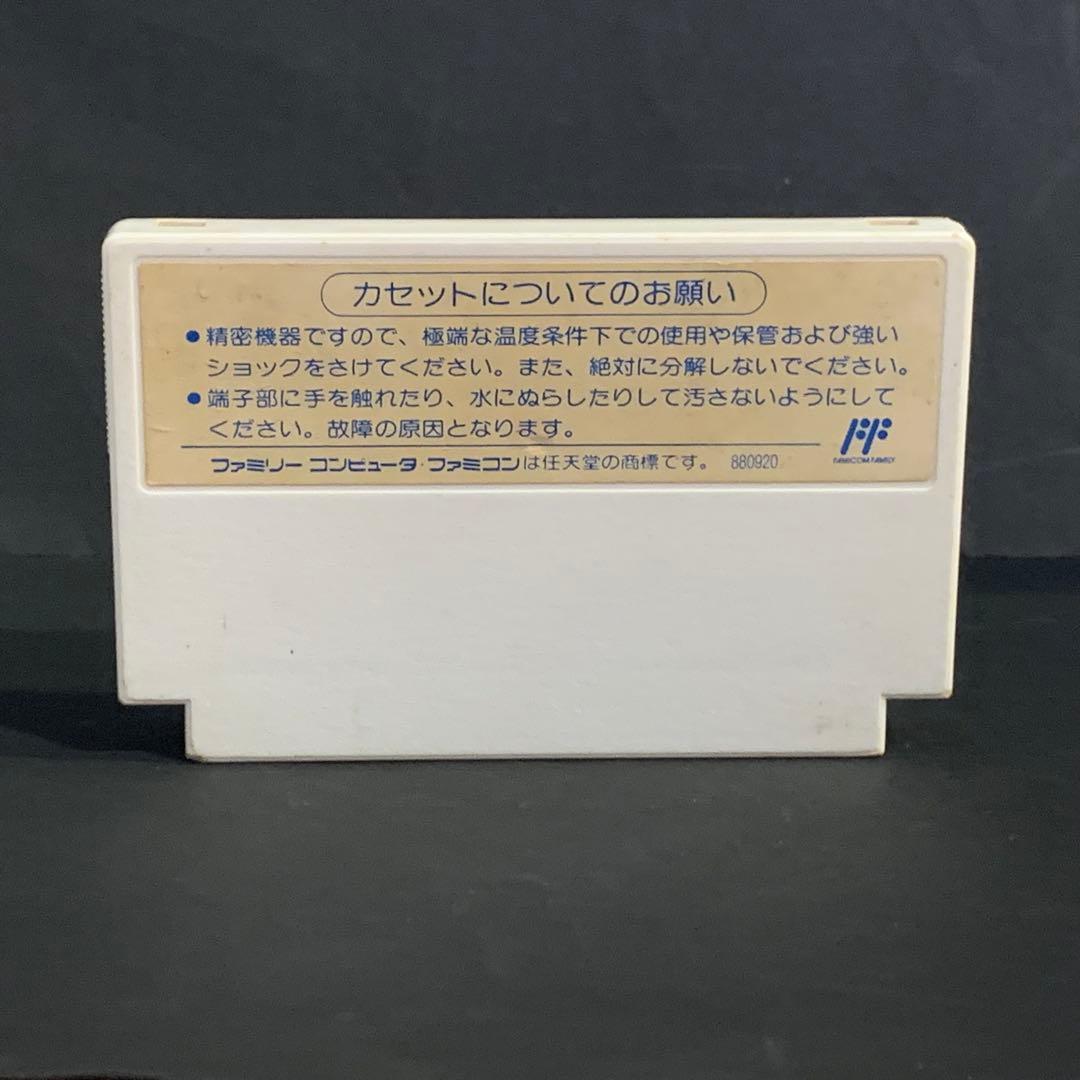 カセットについてのお願い
●精密機器ですので、極端な温度条件下での使用や保管および強い
ショックをさけてください。また、絶対に分解しないでください。
●端子部に手を触れたり、水にぬらしたりして汚さないようにして
ください。故障の原因となります。
FAMICOM FAMILY
ファミリー コンピュータ・ファミコンは任天堂の商標です。 880920